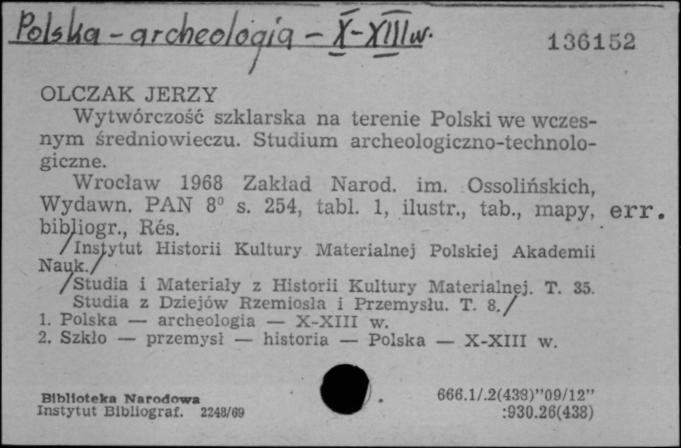 Polska - archeologia - X-XIII w.
136152
OLCZAK JERZY
Wytwórczość szklarska na terenie Polski we wczes-
nym średniowieczu. Studium archeologiczno-technolo-
giczne.
Wrocław 1968 Zakład Narod. im. Ossolińskich,
Wydawn. PAN 8⁰ s. 254, tabl. 1, ilustr., tab., mapy, err.
bibliogr., Rés.
/Instytut Historii Kultury Materialnej Polskiej Akademii
Nauk./
/Studia i Materiały z Historii Kultury Materialnej. T. 35.
Studia z Dziejów Rzemiosła i Przemysłu. T. 8./
1. Polska — archeologia — X-XIII w.
2. Szkło — przemysł — historia — Polska — X-XIII w.
Biblioteka Narodowa
Instytut Bibliograf. 2248/69
666.1/.2(438)"09/12"
:930.26(438)